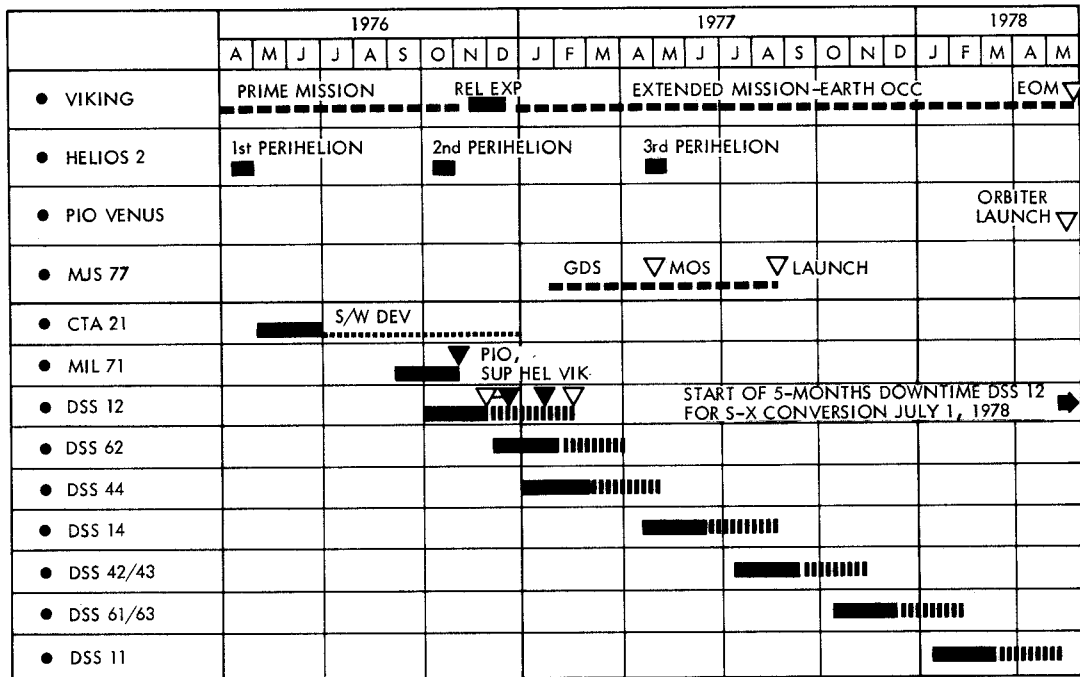 1976 1977 1978
A M J J A S O N D J F M A M J J A S O N D J F M A M
• VIKING PRIME MISSION REL EXP EXTENDED MISSION-EARTH OCC EOM
• HELIOS 2 1st PERIHELION 2nd PERIHELION 3rd PERIHELION
ORBITER
• PIO VENUS LAUNCH
• MJS 77 GDS MOS LAUNCH
• CTA 21 S/W DEV
• MIL 71 PIO,
SUP HEL VIK
• DSS 12 START OF 5-MONTHS DOWNTIME DSS 12
FOR S-X CONVERSION JULY 1, 1978
• DSS 62
• DSS 44
• DSS 14
• DSS 42/43
• DSS 61/63
• DSS 11